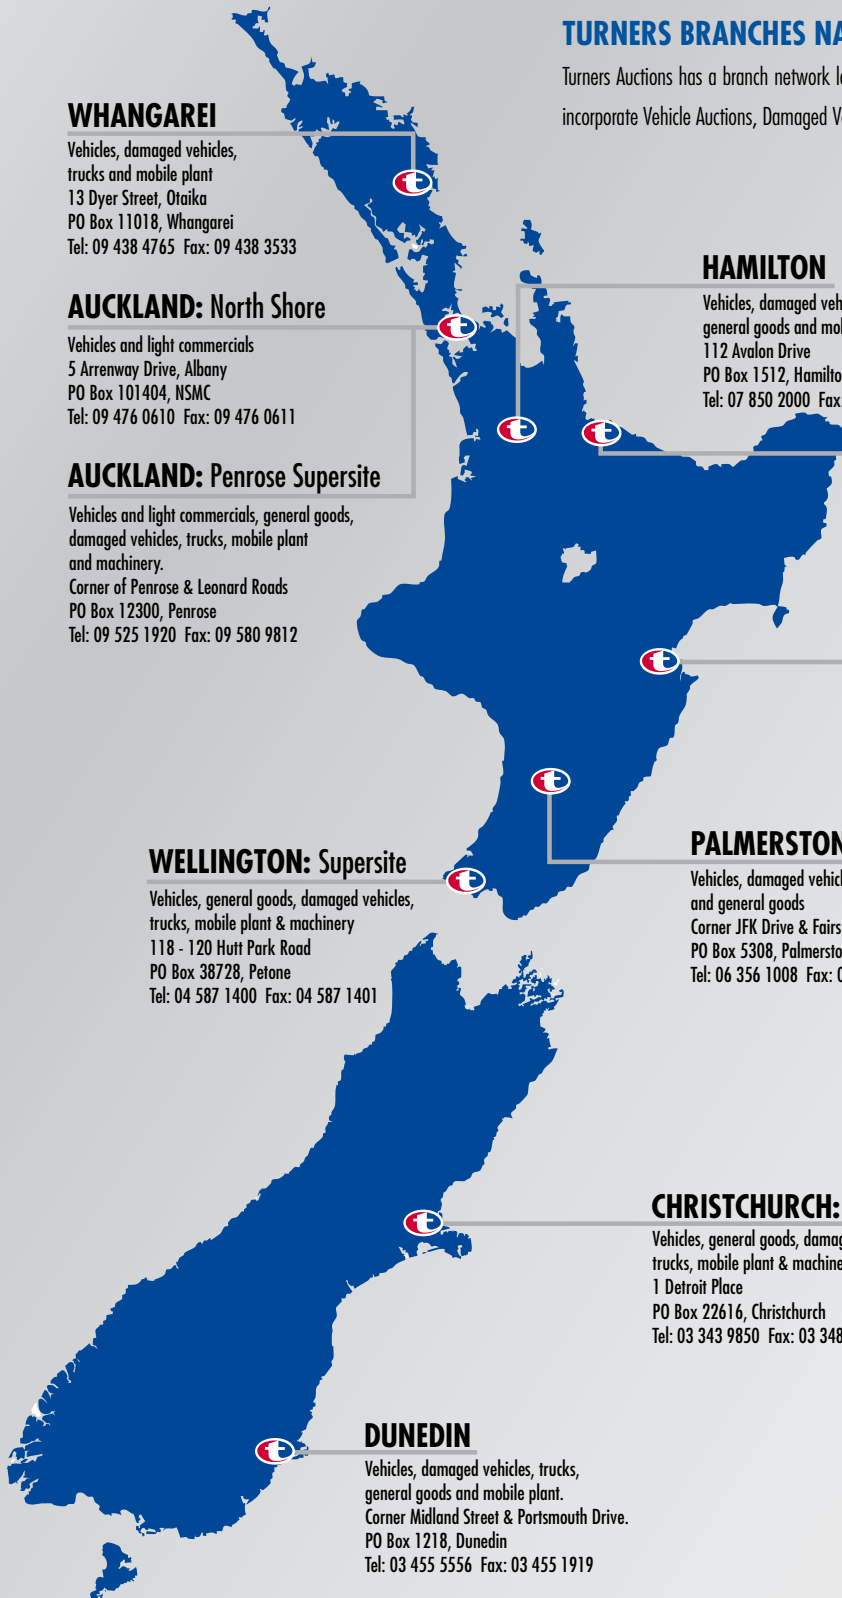 TURNERS BRANCHES
Turners Auctions has a branch network
incorporate Vehicle Auctions, Damaged
WHANGAREI
Vehicles, damaged vehicles,
trucks and mobile plant
13 Dyer Street, Otaika
PO Box 11018, Whangarei
Tel: 09 438 4765 Fax: 09 438 3533
HAMILTON
Vehicles, damaged
general goods and
112 Avalon Drive
PO Box 1512,
Tel: 07 850 2000 Fax
AUCKLAND: North Shore
Vehicles and light commercials
5 Arrenway Drive, Albany
PO Box 101404, NSMC
Tel: 09 476 0610 Fax: 09 476 0611
AUCKLAND: Penrose Supersite
Vehicles and light commercials, general goods,
damaged vehicles, trucks, mobile plant
and machinery.
Corner of Penrose & Leonard Roads
PO Box 12300, Penrose
Tel: 09 525 1920 Fax: 09 580 9812
PALMERSTON
Vehicles, damaged
and general goods
Corner JFK Drive &
PO Box 5308,
Tel: 06 356 1008 Fax:
WELLINGTON: Supersite
Vehicles, general goods, damaged vehicles,
trucks, mobile plant & machinery
118 - 120 Hutt Park Road
PO Box 38728, Petone
Tel: 04 587 1400 Fax: 04 587 1401
CHRISTCHURCH:
Vehicles, general goods,
trucks, mobile plant &
1 Detroit Place
PO Box 22616, Christchurch
Tel: 03 343 9850 Fax: 03 348
DUNEDIN
Vehicles, damaged vehicles, trucks,
general goods and mobile plant.
Corner Midland Street & Portsmouth Drive.
PO Box 1218, Dunedin
Tel: 03 455 5556 Fax: 03 455 1919